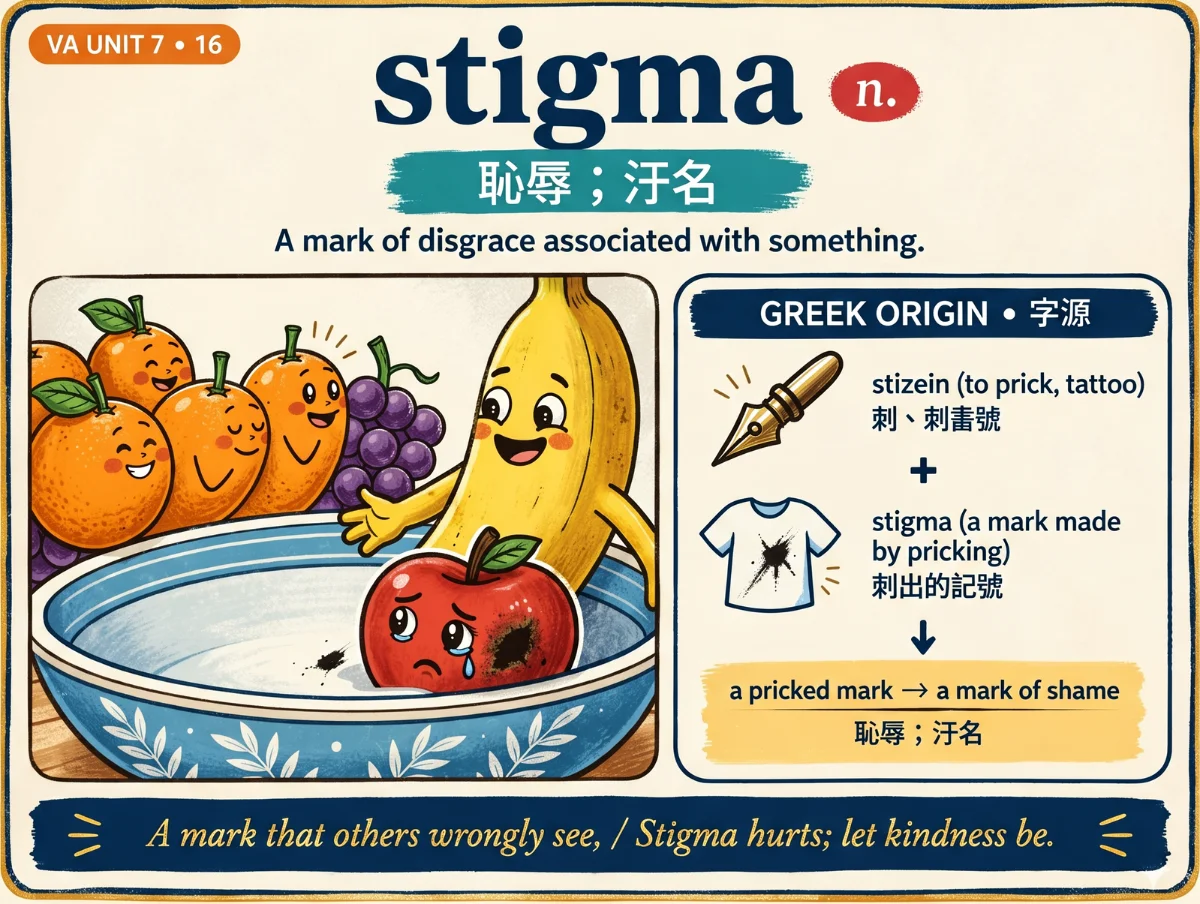 VA UNIT 7 • 16
stigma n.
恥辱；汙名
A mark of disgrace associated with something.
GREEK ORIGIN • 字源
stizein (to prick, tattoo)
刺、刺畫號
+
stigma (a mark made
by pricking)
刺出的記號
a pricked mark → a mark of shame
恥辱；汙名
A mark that others wrongly see, / Stigma hurts; let kindness be.